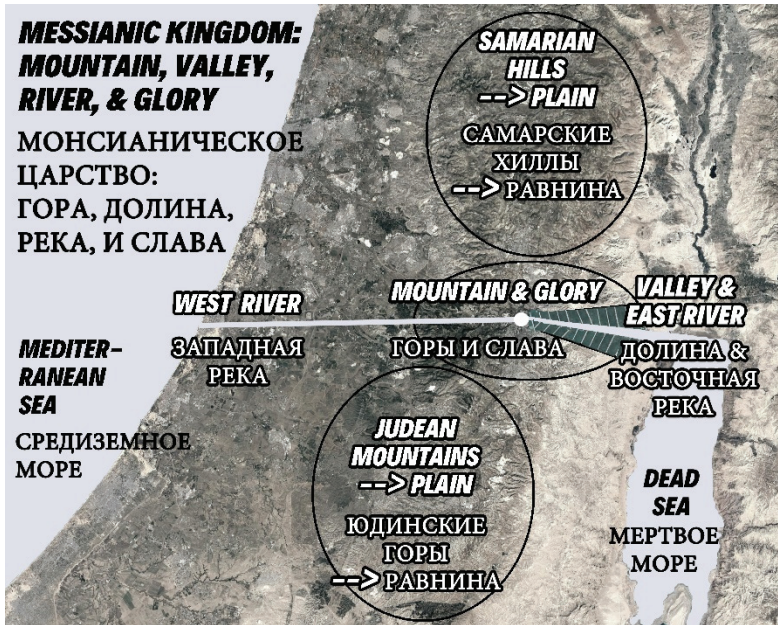 MESSIANIC KINGDOM:
MOUNTAIN, VALLEY,
RIVER, & GLORY
МОНСИАНИЧЕСКОЕ
ЦАРСТВО:
ГОРА, ДОЛИНА,
РЕКА, И СЛАВА
SAMARIAN
HILLS
--> PLAIN
САМАРСКИЕ
ХИЛЛЫ
--> РАВНИНА
WEST RIVER
ЗАПАДНАЯ
РЕКА
MOUNTAIN & GLORY
ГОРЫ И СЛАВА
VALLEY &
EAST RIVER
ДОЛИНА &
ВОСТОЧНАЯ
РЕКА
MEDITER-
RANEAN
SEA
СРЕДИЗЕМНОЕ
МОРЕ
JUDEAN
MOUNTAINS
--> PLAIN
ЮДИНСКИЕ
ГОРЫ
--> РАВНИНА
DEAD
SEA
МЕРТВОЕ
МОРЕ